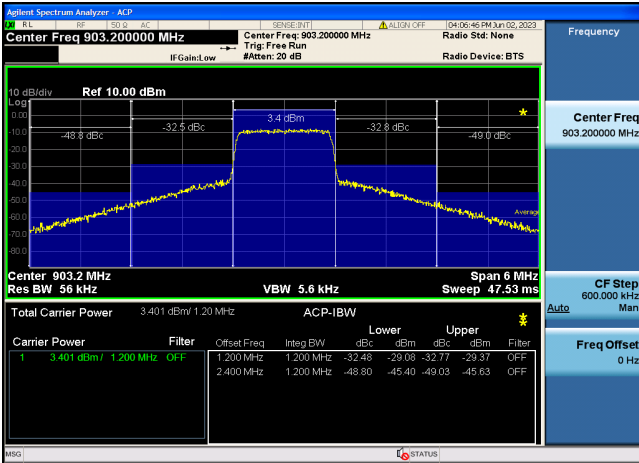 Agilent Spectrum Analyzer - ACP
RL RF 50 Ω AC SENSE:INT ALIGN OFF 04:06:46 PM Jun 02, 2023
Center Freq 903.200000 MHz Center Freq: 903.200000 MHz Radio Std: None
Trig: Free Run
IFGain:Low #Atten: 20 dB Radio Device: BTS
Frequency
Center Freq
903.200000 MHz
CF Step
600.000 kHz
Auto Man
Freq Offset
0 Hz
10 dB/div Ref 10.00 dBm
Log
0.00
-10.0
-20.0
-30.0
-40.0
-50.0
-60.0
-70.0
-80.0
-48.8 dBc -32.5 dBc 3.4 dBm -32.8 dBc -49.0 dBc
Average
Center 903.2 MHz Span 6 MHz
Res BW 56 kHz VBW 5.6 kHz Sweep 47.53 ms
Total Carrier Power 3.401 dBm/ 1.20 MHz ACP-IBW
Lower Upper
Carrier Power Filter Offset Freq Integ BW dBc dBm dBc dBm Filter
1 3.401 dBm / 1.200 MHz OFF 1.200 MHz 1.200 MHz -32.48 -29.08 -32.77 -29.37 OFF
2.400 MHz 1.200 MHz -48.80 -45.40 -49.03 -45.63 OFF
MSG STATUS